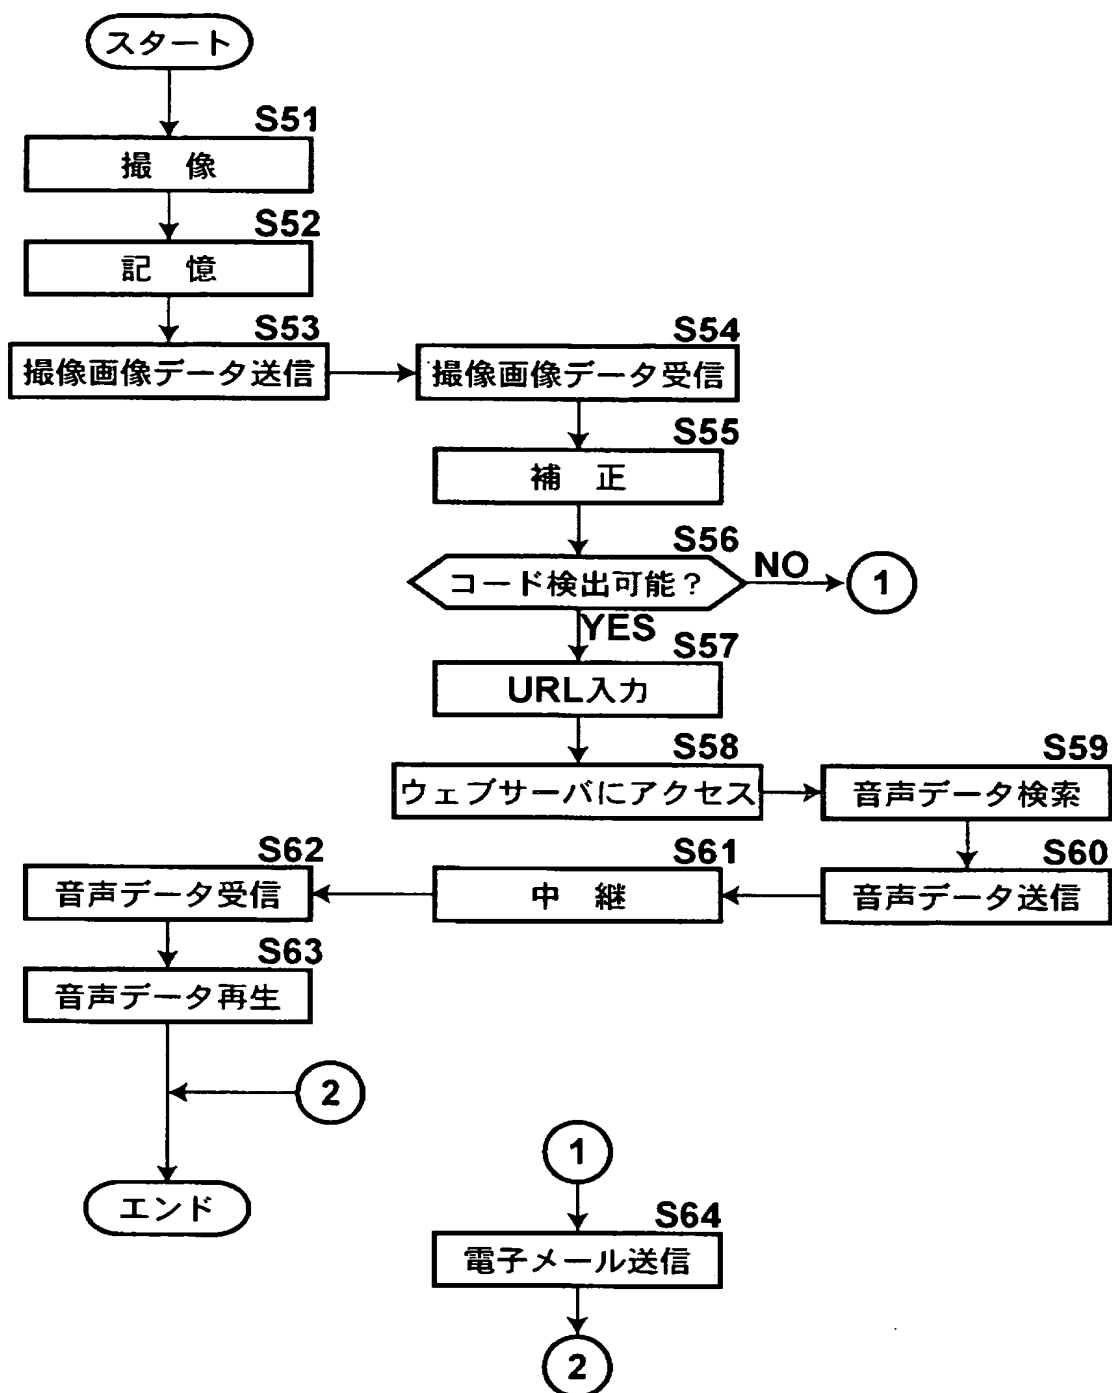 スタート
S51
撮 像
S52
記 憶
S53
撮像画像データ送信
S54
撮像画像データ受信
S55
補 正
S56
コード検出可能?
NO
1
YES
S57
URL入力
S58
ウェブサーバにアクセス
S59
音声データ検索
S60
音声データ送信
S61
中 継
S62
音声データ受信
S63
音声データ再生
2
エンド
1
S64
電子メール送信
2